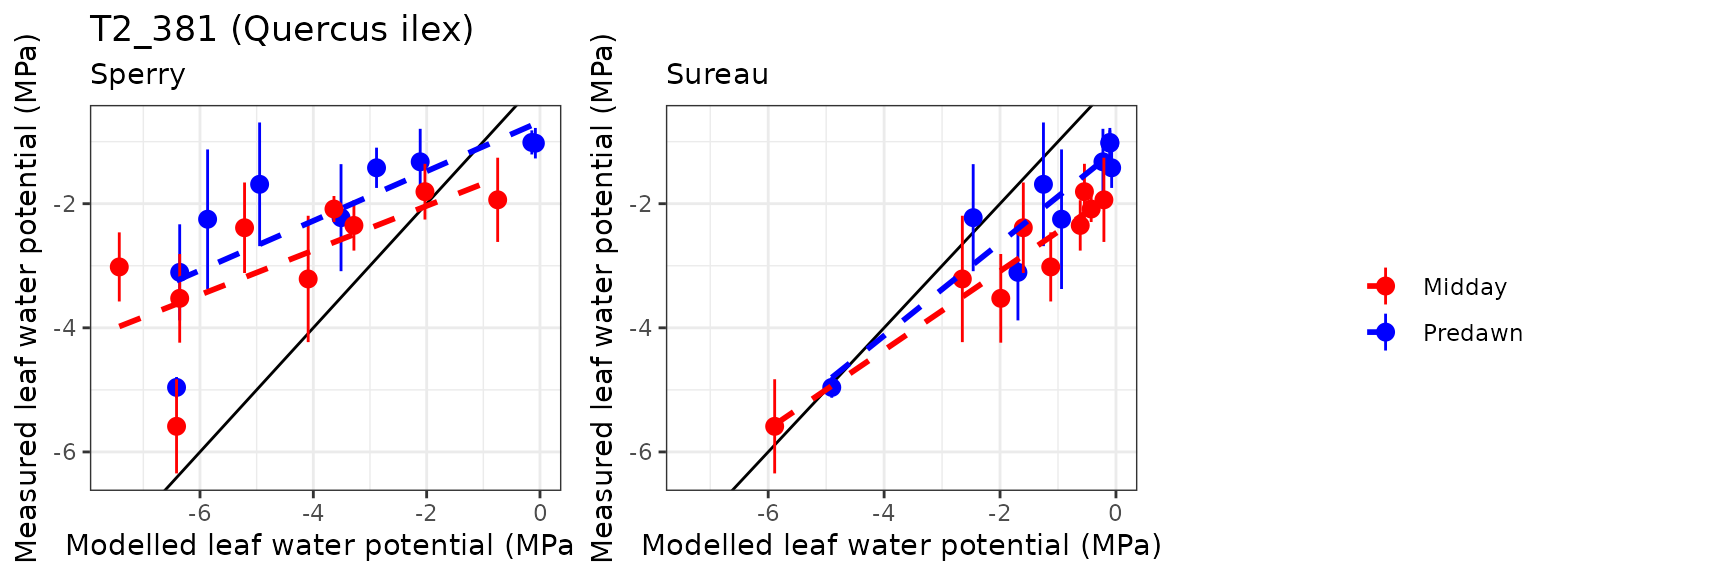 T2_381 (Quercus ilex)
Sperry
Sureau
Measured leaf water potential (MPa)
-2
-4
-6
-6
-4
-2
0
Modelled leaf water potential (MPa
Measured leaf water potential (MPa)
-2
-4
-6
-6
-4
-2
0
Modelled leaf water potential (MPa)
Midday
Predawn